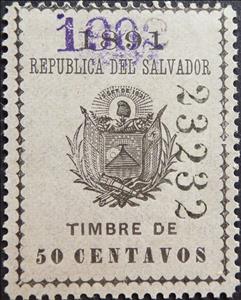 1891
REPUBLICA DEL SALVADOR
23232
TIMBRE DE
50 CENTAVOS